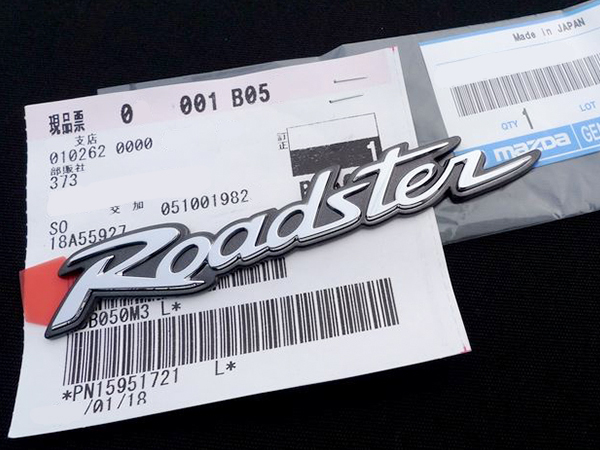 Made in JAPAN
QTY
LOT
1
mazda
GEN
現品票 0 001 B05
支店
010262 0000
部販社
373
訂正
1
交 加 051001982
SO
18A55927
Roadster
B050M3 L*
*PN15951721 L*
/01/18